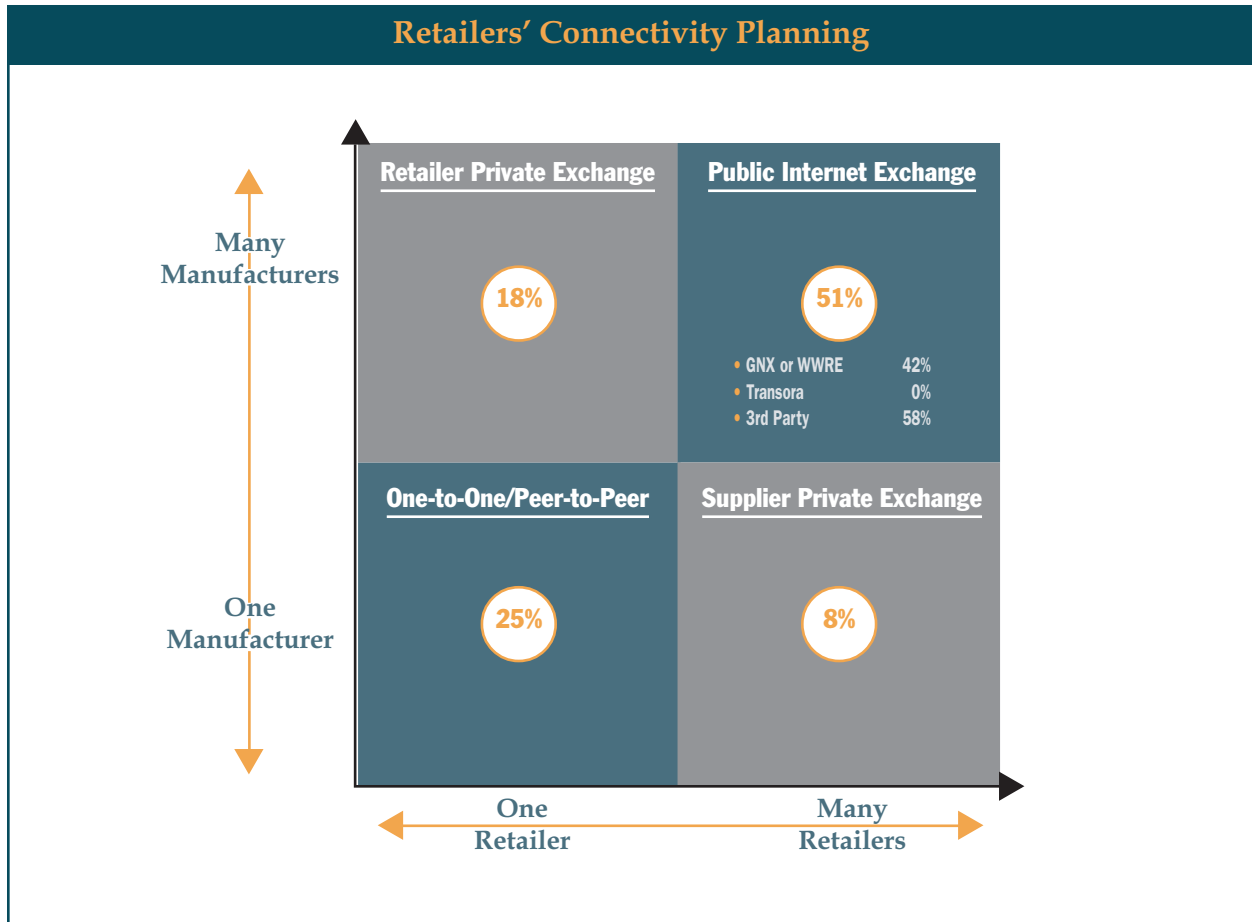 Retailers’ Connectivity Planning
Many
Manufacturers
One
Manufacturer
Retailer Private Exchange
18%
Public Internet Exchange
51%
• GNX or WWRE 42%
• Transora 0%
• 3rd Party 58%
One-to-One/Peer-to-Peer
25%
Supplier Private Exchange
8%
One
Retailer
Many
Retailers